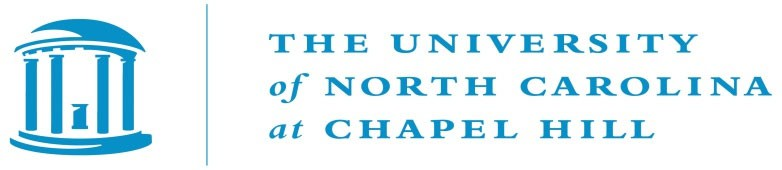 THE UNIVERSITY
of NORTH CAROLINA
at CHAPEL HILL